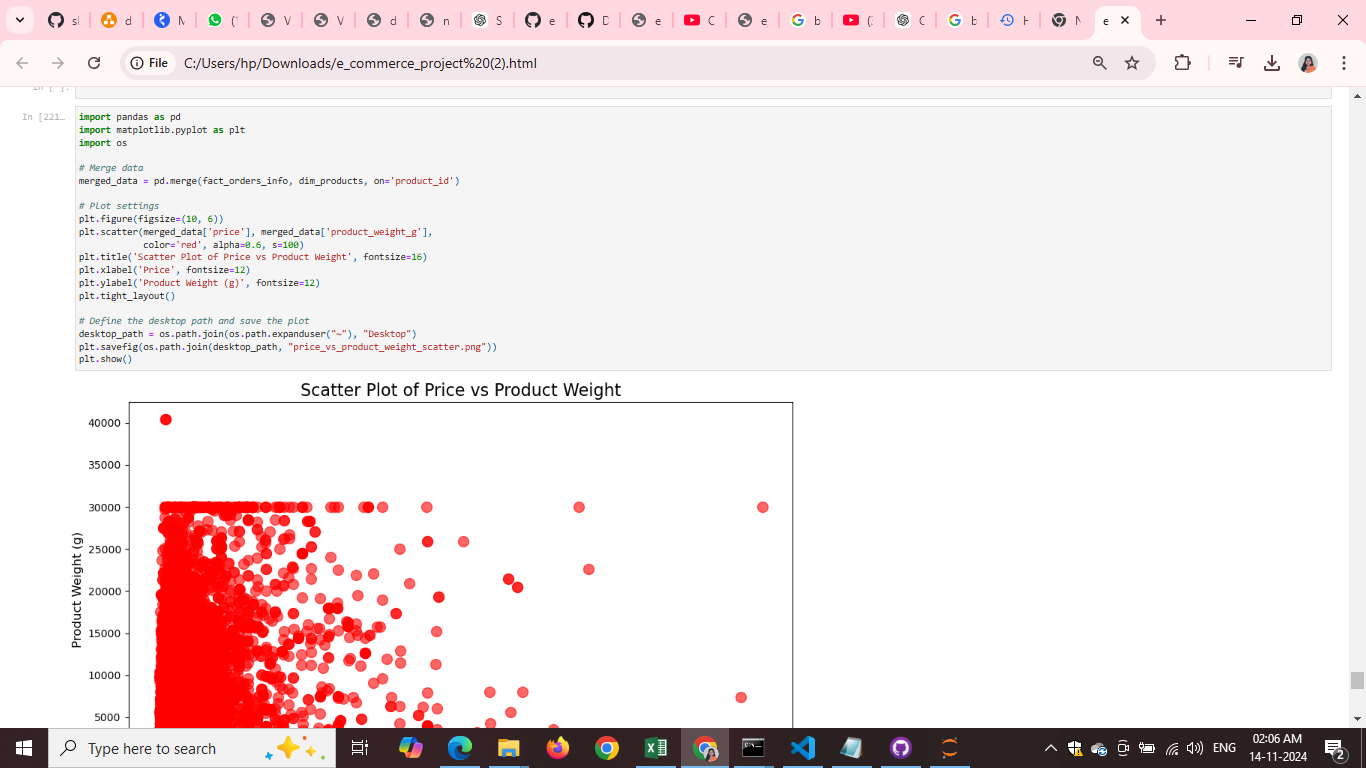 sl
d
M
(1
V
V
d
n
S
e
D
e
C
e
b
(2
C
b
H
N
e
File
C:/Users/hp/Downloads/e_commerce_project%20(2).html
In [ ]:
In [221…
import pandas as pd
import matplotlib.pyplot as plt
import os
# Merge data
merged_data = pd.merge(fact_orders_info, dim_products, on='product_id')
# Plot settings
plt.figure(figsize=(10, 6))
plt.scatter(merged_data['price'], merged_data['product_weight_g'],
color='red', alpha=0.6, s=100)
plt.title('Scatter Plot of Price vs Product Weight', fontsize=16)
plt.xlabel('Price', fontsize=12)
plt.ylabel('Product Weight (g)', fontsize=12)
plt.tight_layout()
# Define the desktop path and save the plot
desktop_path = os.path.join(os.path.expanduser("~"), "Desktop")
plt.savefig(os.path.join(desktop_path, "price_vs_product_weight_scatter.png"))
plt.show()
Scatter Plot of Price vs Product Weight
40000
35000
30000
25000
20000
15000
10000
5000
Product Weight (g)
Type here to search
ENG
02:06 AM
14-11-2024
2